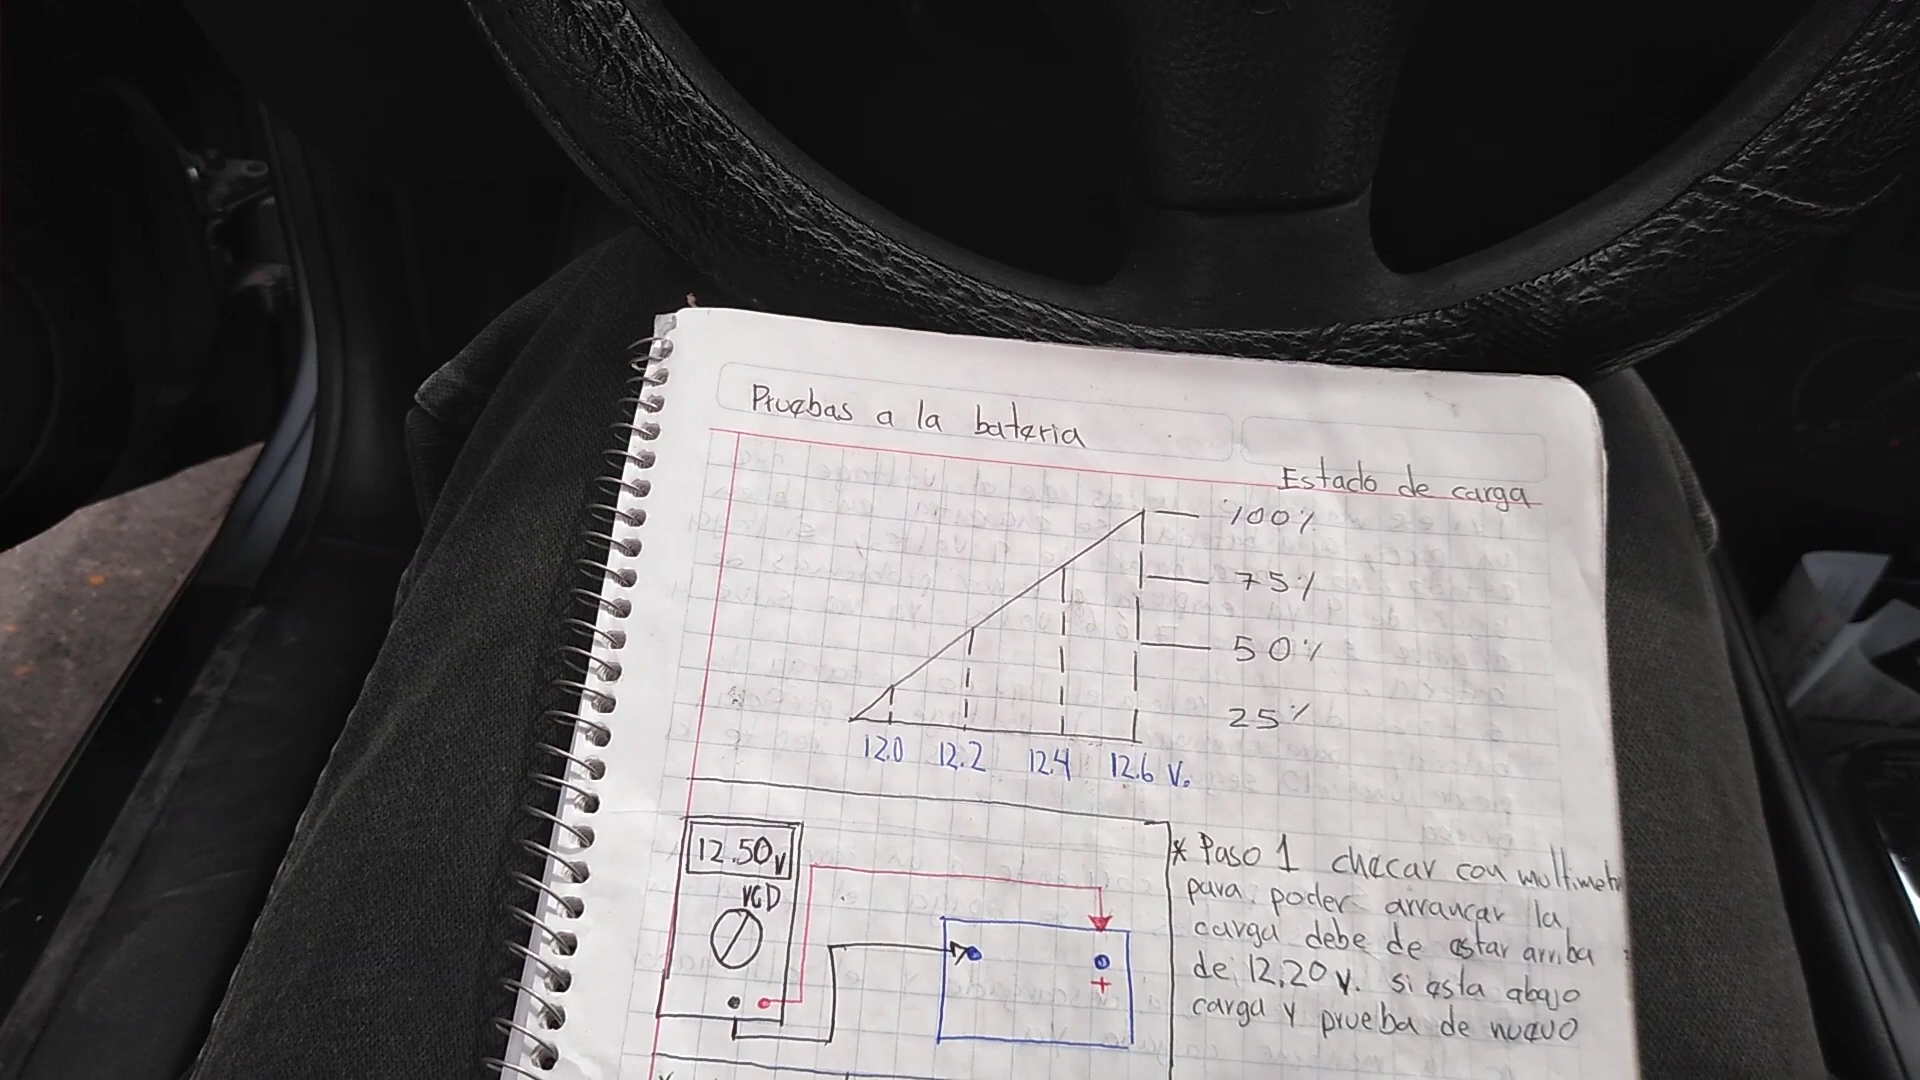 Pruebas a la bateria
Estado de carga
100%
75%
50%
25%
12.0 12.2 12.4 12.6 V.
12.50v
VCD
+
* Paso 1 checar con multimetr
para poder arrancar la
carga debe de estar arriba
de 12.20 v. si esta abajo
carga y prueba de nuevo